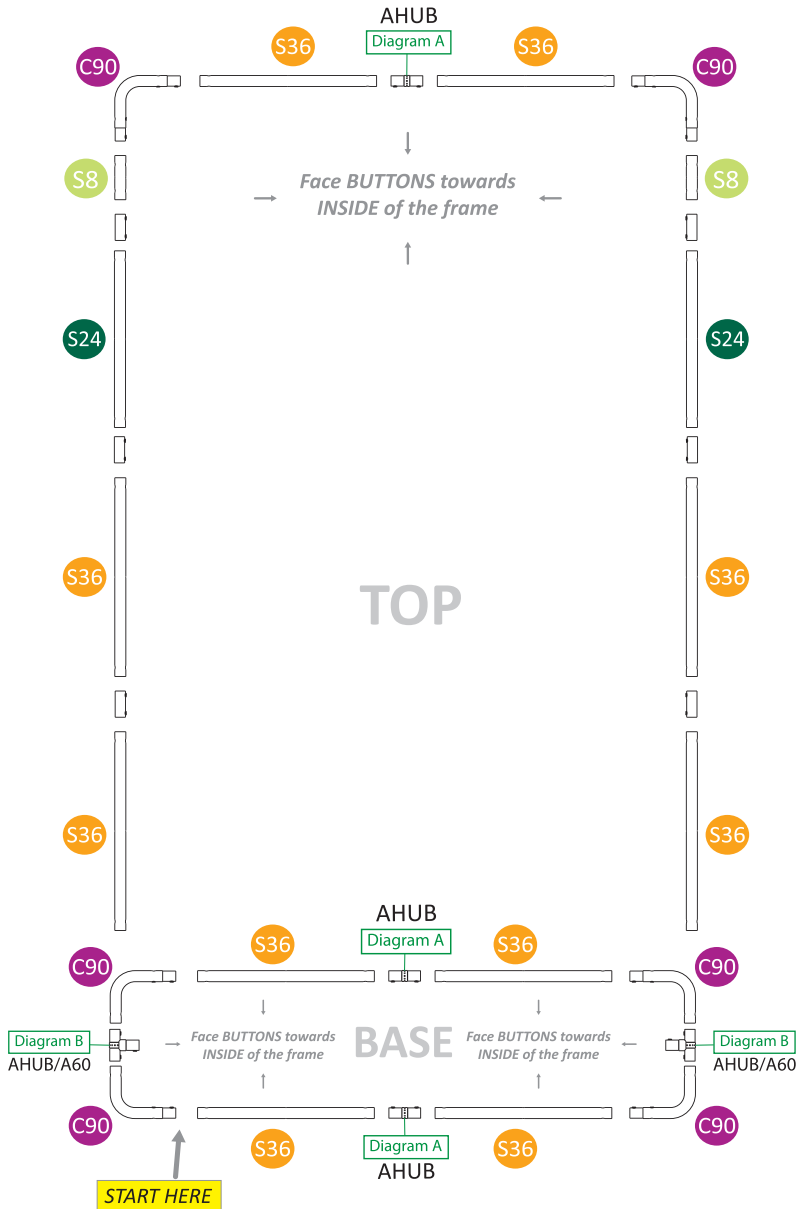 AHUB
Diagram A
S36
S36
C90
C90
Face BUTTONS towards
INSIDE of the frame
S8
S8
S24
S24
S36
S36
TOP
S36
S36
AHUB
Diagram A
S36
S36
C90
C90
Face BUTTONS towards
INSIDE of the frame
BASE
Face BUTTONS towards
INSIDE of the frame
Diagram B
AHUB/A60
Diagram B
AHUB/A60
C90
C90
S36
S36
Diagram A
AHUB
START HERE